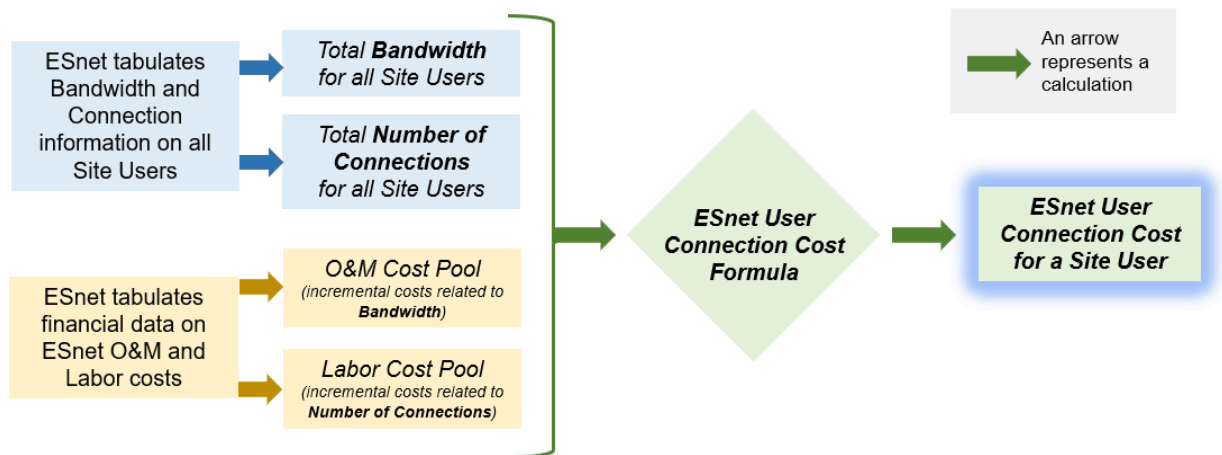 ESnet tabulates
Bandwidth and
Connection
information on all
Site Users
Total Bandwidth
for all Site Users
Total Number of
Connections
for all Site Users
ESnet tabulates
financial data on
ESnet O&M and
Labor costs
O&M Cost Pool
(incremental costs related to
Bandwidth)
Labor Cost Pool
(incremental costs related to
Number of Connections)
ESnet User
Connection Cost
Formula
An arrow
represents a
calculation
ESnet User
Connection Cost
for a Site User